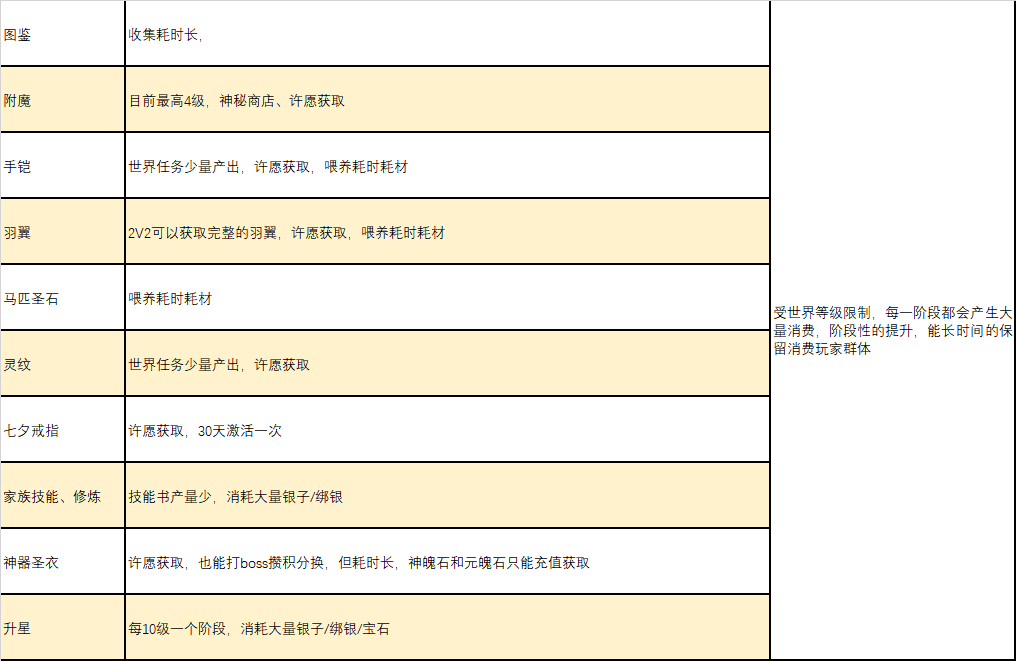 图鉴
收集耗时长，
附魔
目前最高4级，神秘商店、许愿获取
手铠
世界任务少量产出，许愿获取，喂养耗时耗材
羽翼
2V2可以获取完整的羽翼，许愿获取，喂养耗时耗材
马匹圣石
喂养耗时耗材
灵纹
世界任务少量产出，许愿获取
七夕戒指
许愿获取，30天激活一次
家族技能、修炼
技能书产量少，消耗大量银子/绑银
神器圣衣
许愿获取，也能打boss攒积分换，但耗时长，神魄石和元魄石只能充值获取
升星
每10级一个阶段，消耗大量银子/绑银/宝石
受世界等级限制，每一阶段都会产生大
量消费，阶段性的提升，能长时间的保
留消费玩家群体